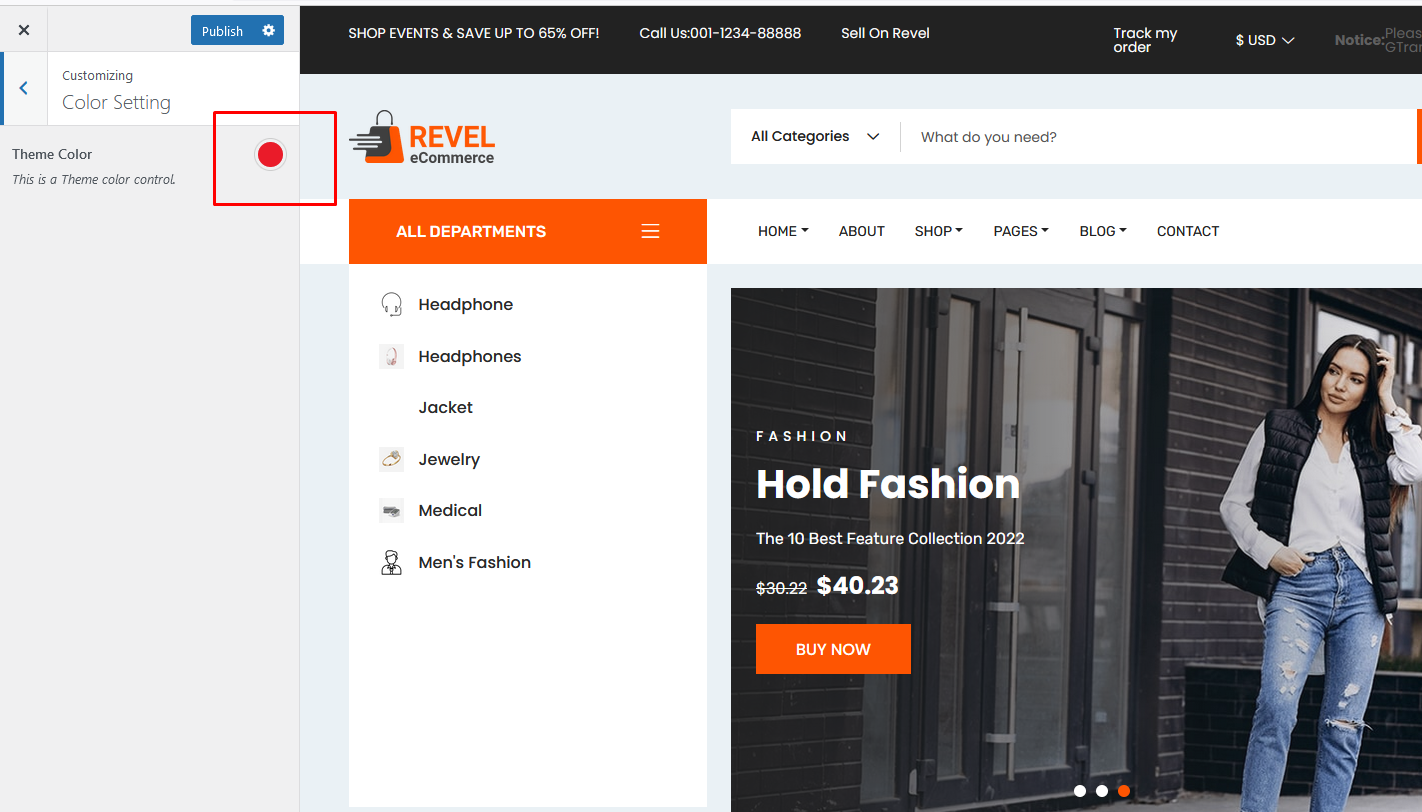 Publish
Customizing
Color Setting
Theme Color
This is a Theme color control.
SHOP EVENTS & SAVE UP TO 65% OFF!
Call Us:001-1234-88888
Sell On Revel
Track my
order
$ USD
Notice:
REVEL
eCommerce
All Categories
What do you need?
ALL DEPARTMENTS
HOME
ABOUT
SHOP
PAGES
BLOG
CONTACT
Headphone
Headphones
Jacket
Jewelry
Medical
Men's Fashion
FASHION
Hold Fashion
The 10 Best Feature Collection 2022
$30.22 $40.23
BUY NOW